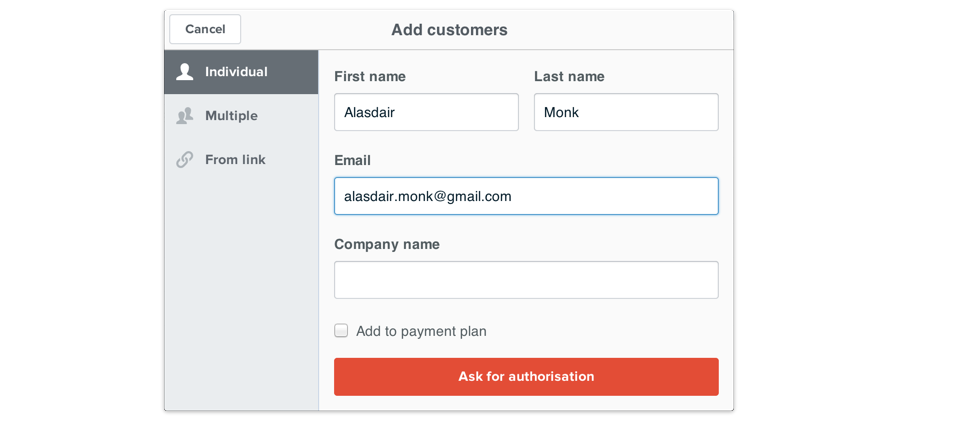 Cancel
Add customers
Individual
Multiple
From link
First name
Last name
Alasdair
Monk
Email
alasdair.monk@gmail.com
Company name
Add to payment plan
Ask for authorisation